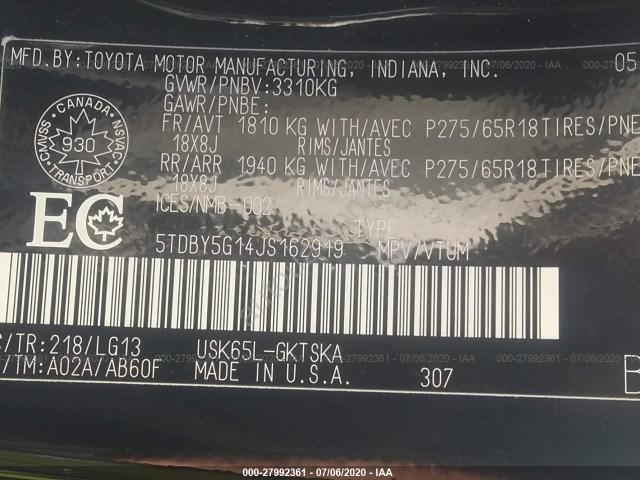 MFD.BY:TOYOTA MOTOR MANUFACTURING, INDIANA, INC. 05
GVWR/PNBV:3310KG
GAWR/PNBE:
FR/AVT 1810 KG WITH/AVEC P275/65R18TIRES/PNE
18X8J RIMS/JANTES
RR/ARR 1940 KG WITH/AVEC P275/65R18TIRES/PNE
18X8J RIMS/JANTES
ICES/NMB-002
CANADA
CMVSS 930 NSVAC
TRANSPORT
EC
TYPE
5TDBY5G14JS162919 MPV/VTUM
C/TR:218/LG13 USK65L-GKTSKA
/TM:A02A/AB60F MADE IN U.S.A. 307 B
000-27992361 - 07/06/2020 - IAA